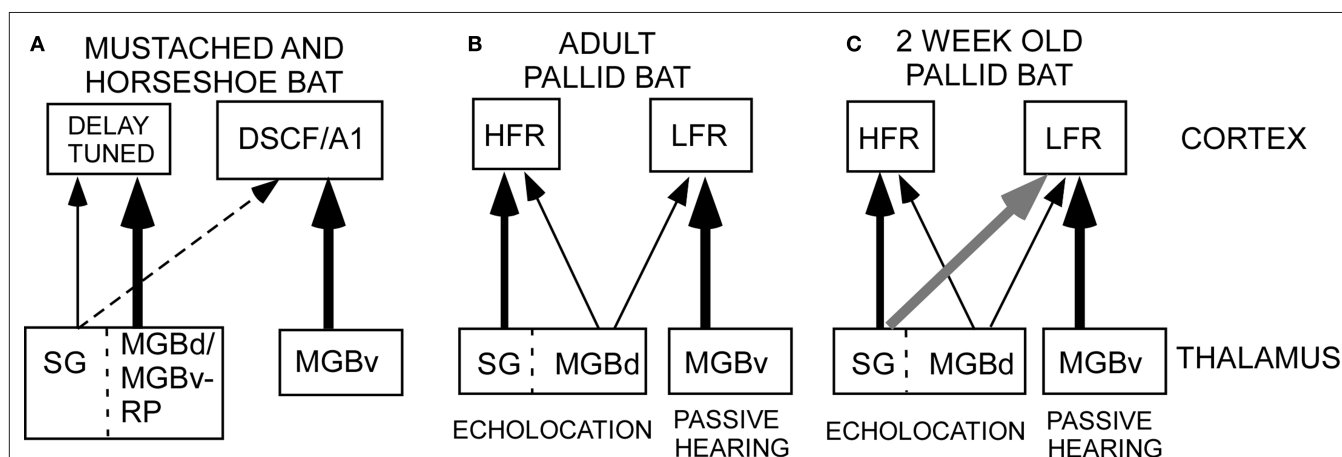 A
MUSTACHED AND
HORSESHOE BAT
DELAY
TUNED
DSCF/A1
SG
MGBd/
MGBv-
RP
MGBv
B
ADULT
PALLID BAT
HFR
LFR
SG
MGBd
MGBv
ECHOLOCATION
PASSIVE
HEARING
C
2 WEEK OLD
PALLID BAT
HFR
LFR
CORTEX
SG
MGBd
MGBv
THALAMUS
ECHOLOCATION
PASSIVE
HEARING